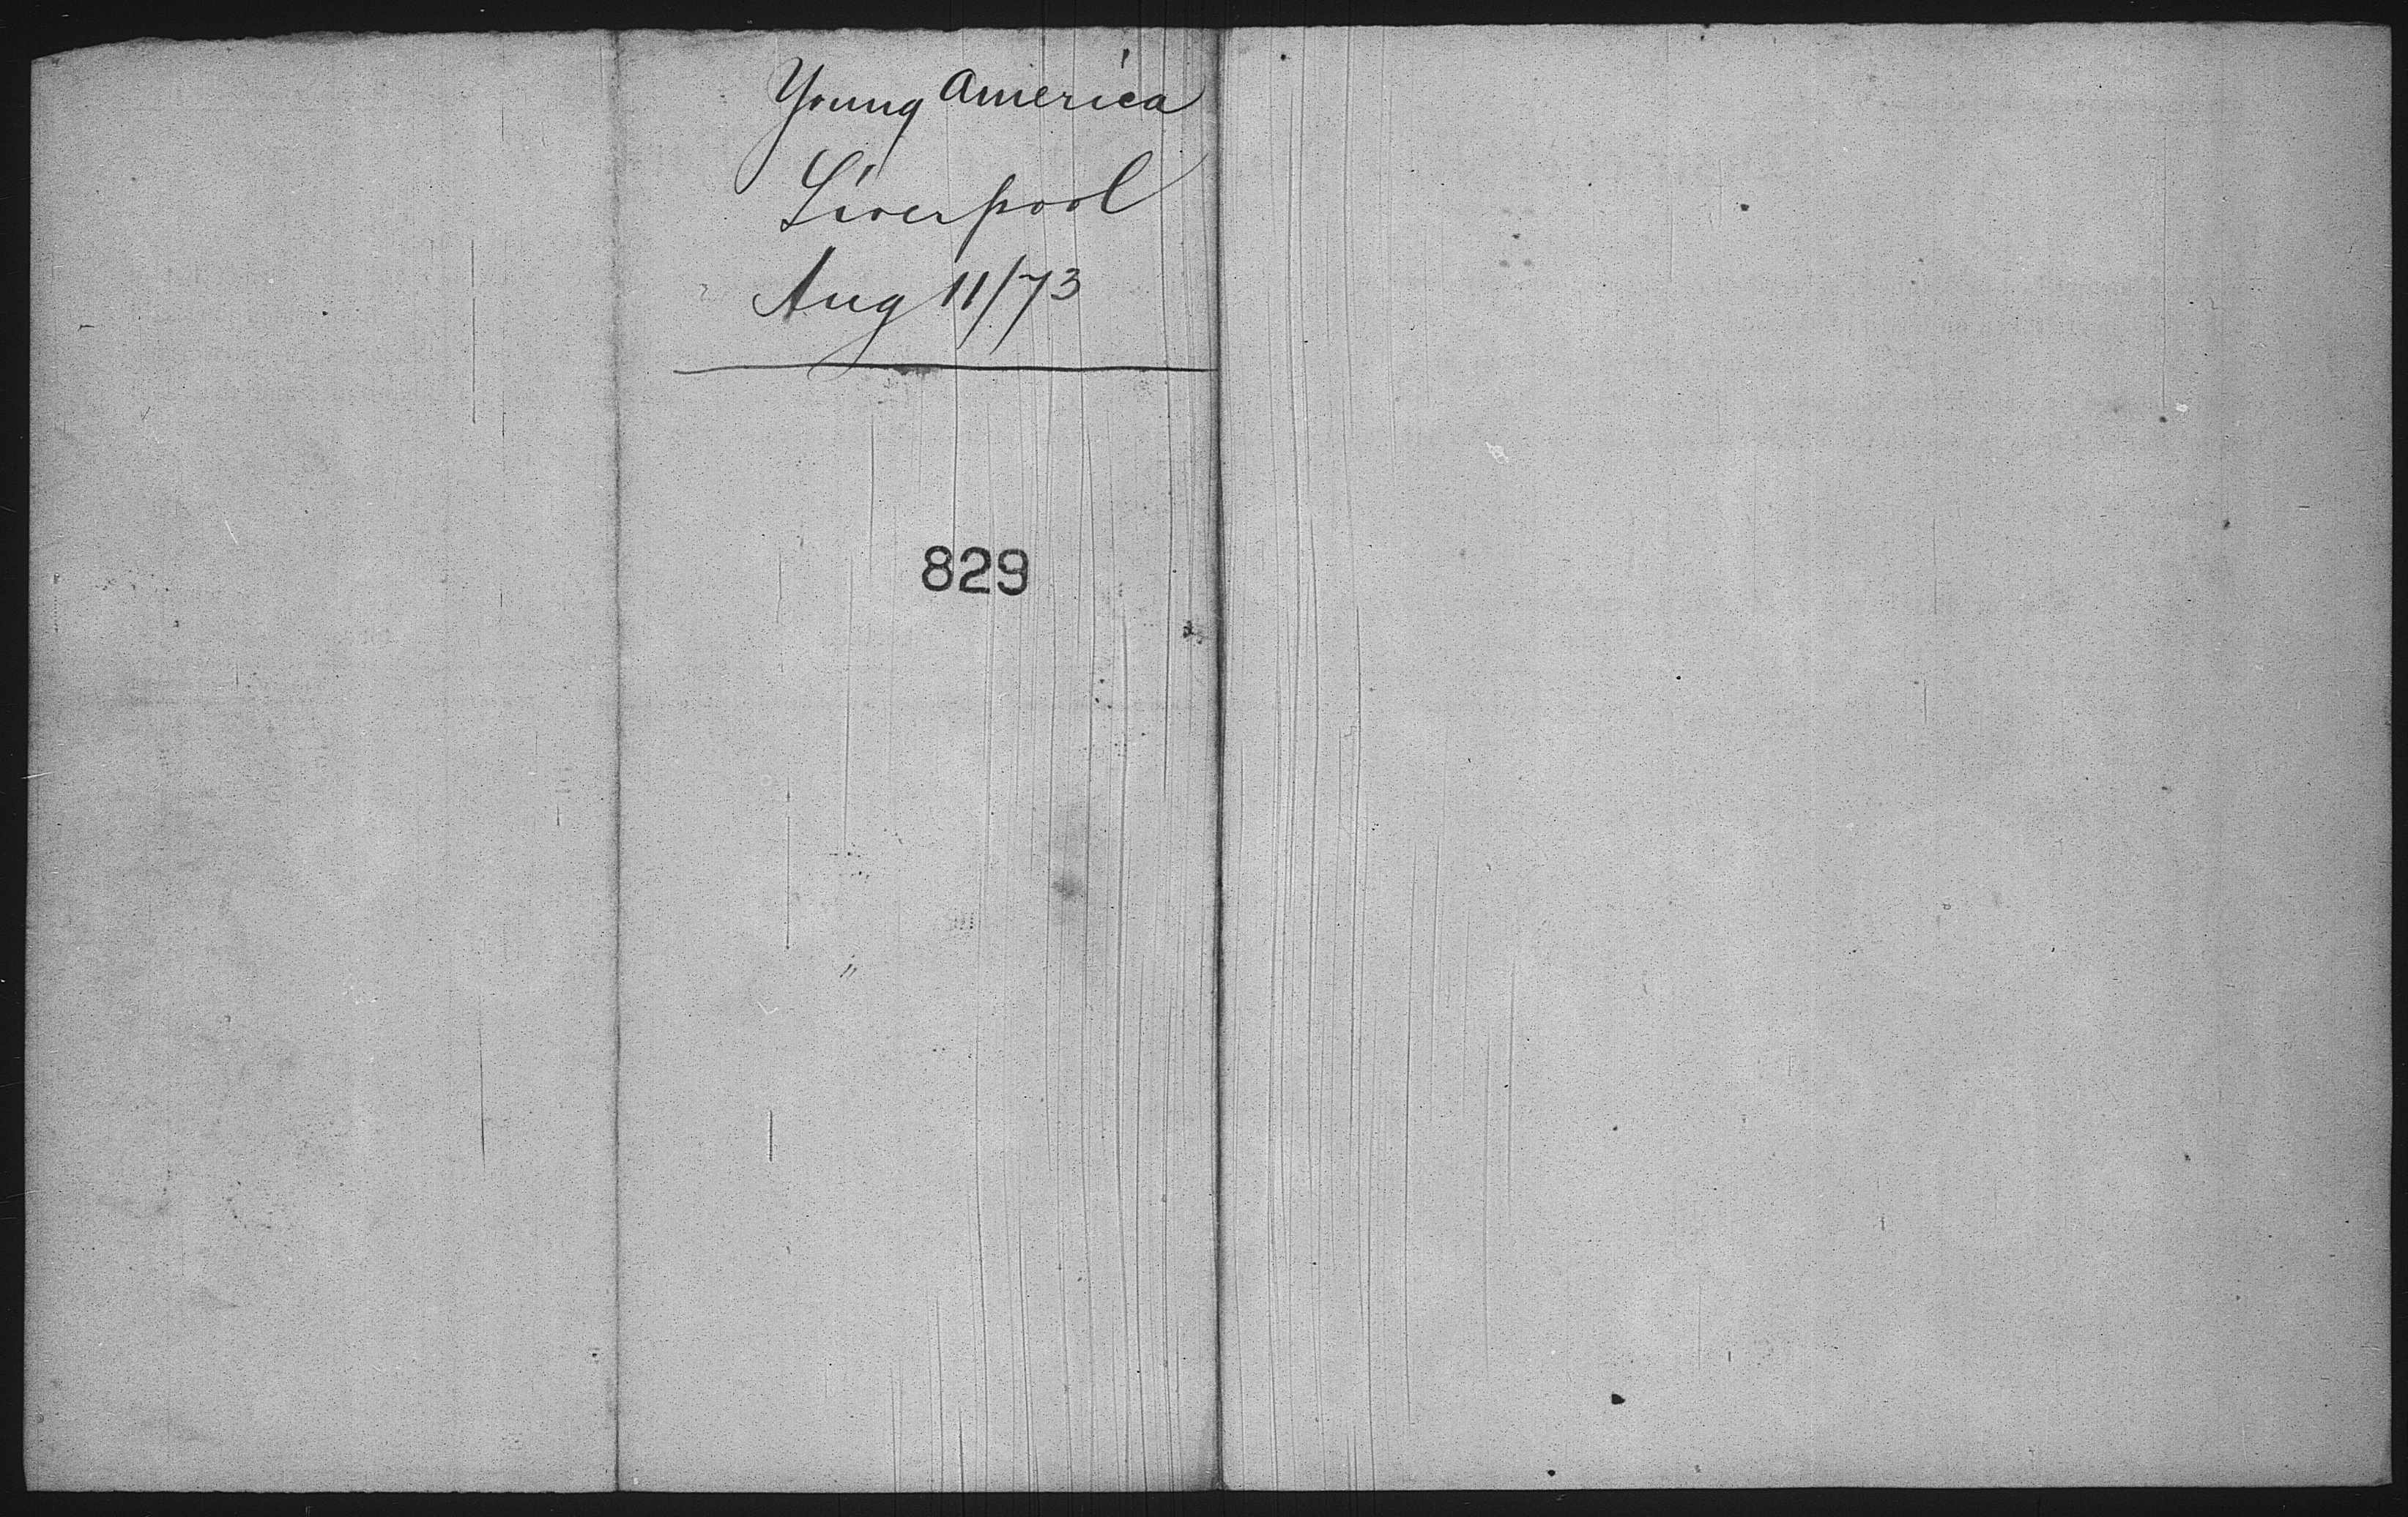 Young America
Liverpool
Aug 11/73
829